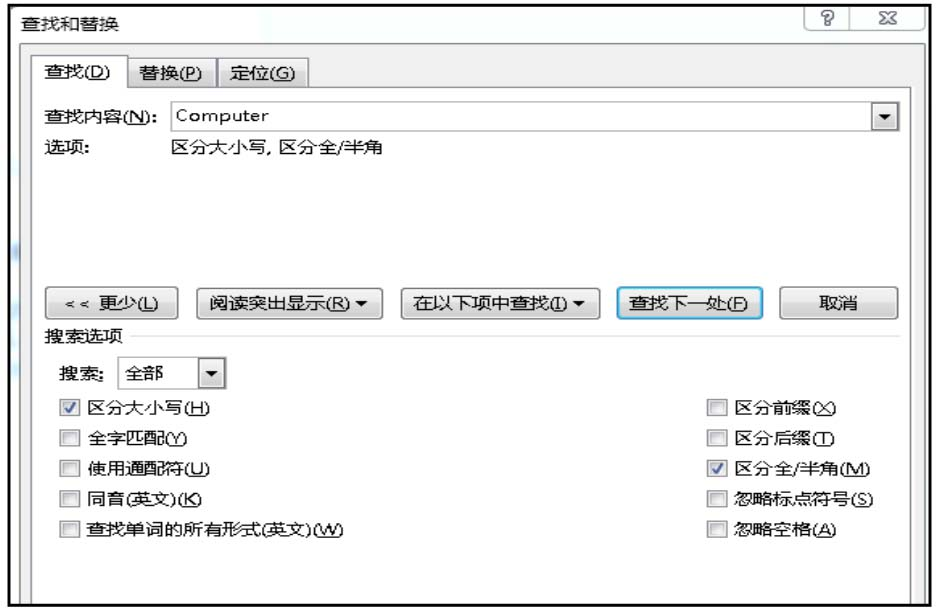 查找和替换
查找(D) 替换(P) 定位(G)
查找内容(N): Computer
选项: 区分大小写, 区分全/半角
<< 更少(L) 阅读突出显示(R) 在以下项中查找(I) 查找下一处(F) 取消
搜索选项
搜索: 全部
区分大小写(H) 区分前缀(X)
全字匹配(Y) 区分后缀(T)
使用通配符(U) 区分全/半角(M)
同音(英文)(K) 忽略标点符号(S)
查找单词的所有形式(英文)(W) 忽略空格(A)